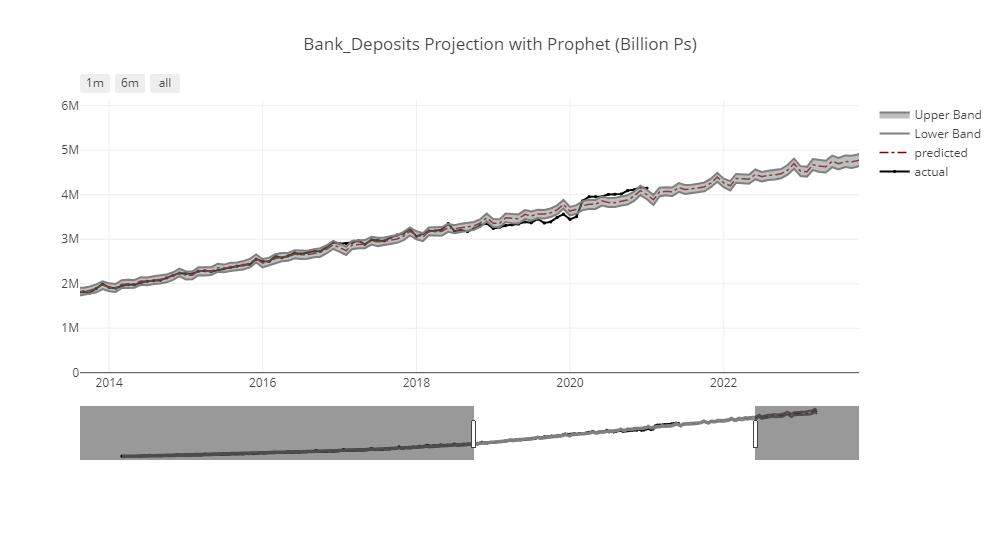 Bank_Deposits Projection with Prophet (Billion Ps)
1m 6m all
6M
5M
4M
3M
2M
1M
0
2014 2016 2018 2020 2022
Upper Band
Lower Band
predicted
actual